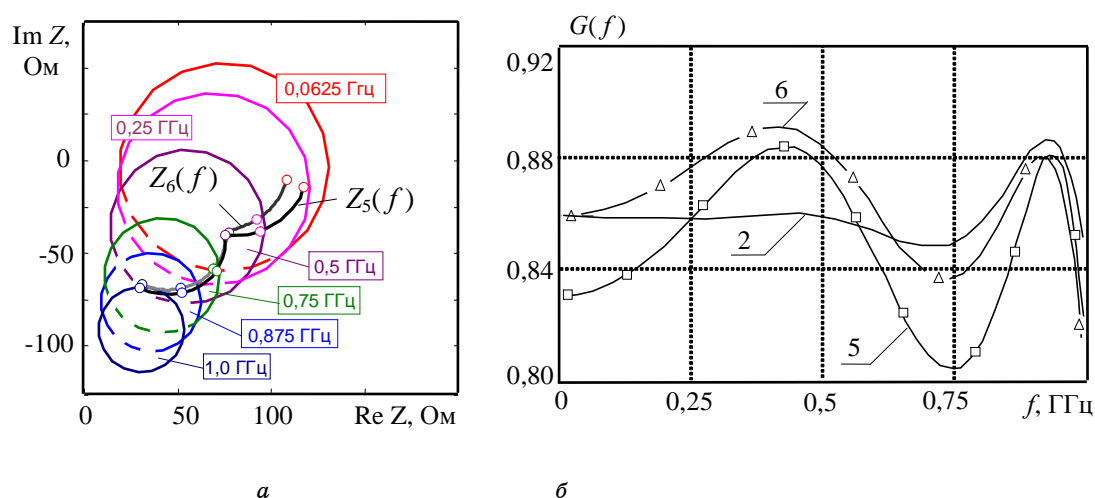 Im Z,
Ом
0
-50
-100
0
50
100
Re Z, Ом
0,0625 Ггц
0,25 ГГц
Z6(f)
Z5(f)
0,5 ГГц
0,75 ГГц
0,875 ГГц
1,0 ГГц
а
G(f)
0,92
0,88
0,84
0,80
6
2
5
0
0,25
0,5
0,75
f, ГГц
б